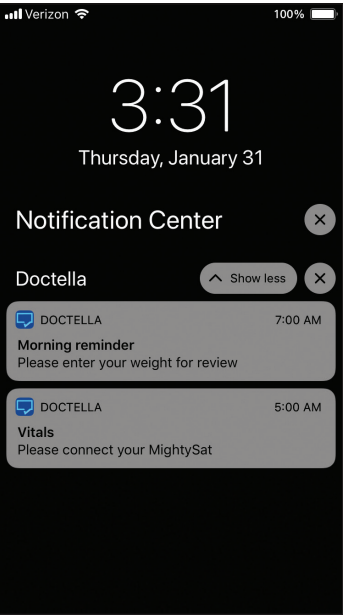 Verizon 100%
3:31
Thursday, January 31
Notification Center
Doctella Show less
DOCTELLA 7:00 AM
Morning reminder
Please enter your weight for review
DOCTELLA 5:00 AM
Vitals
Please connect your MightySat